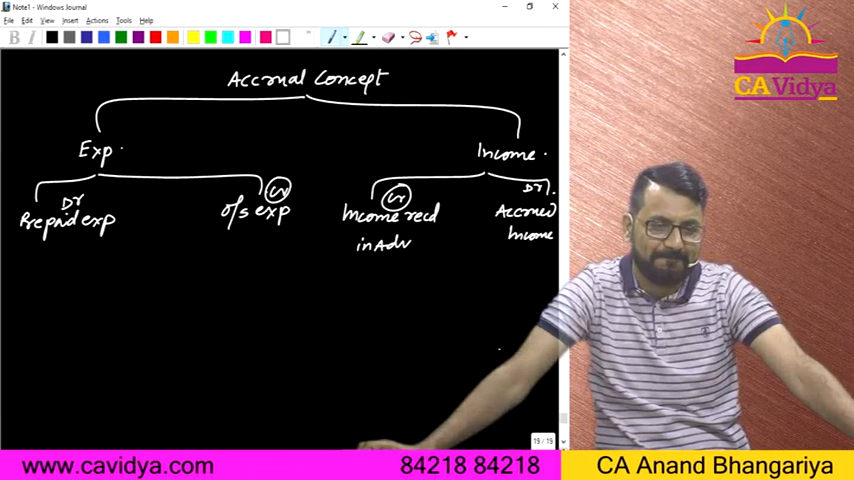 Note1 - Windows Journal
File Edit View Insert Actions Tools Help
B I
Accrual Concept
Exp.
Income.
Dr
Cr
Cr
Dr
Prepaid exp
o/s exp
Income recd
in Adv
Accrued
Income
19 / 19
CA Vidya
www.cavidya.com
84218 84218
CA Anand Bhangariya